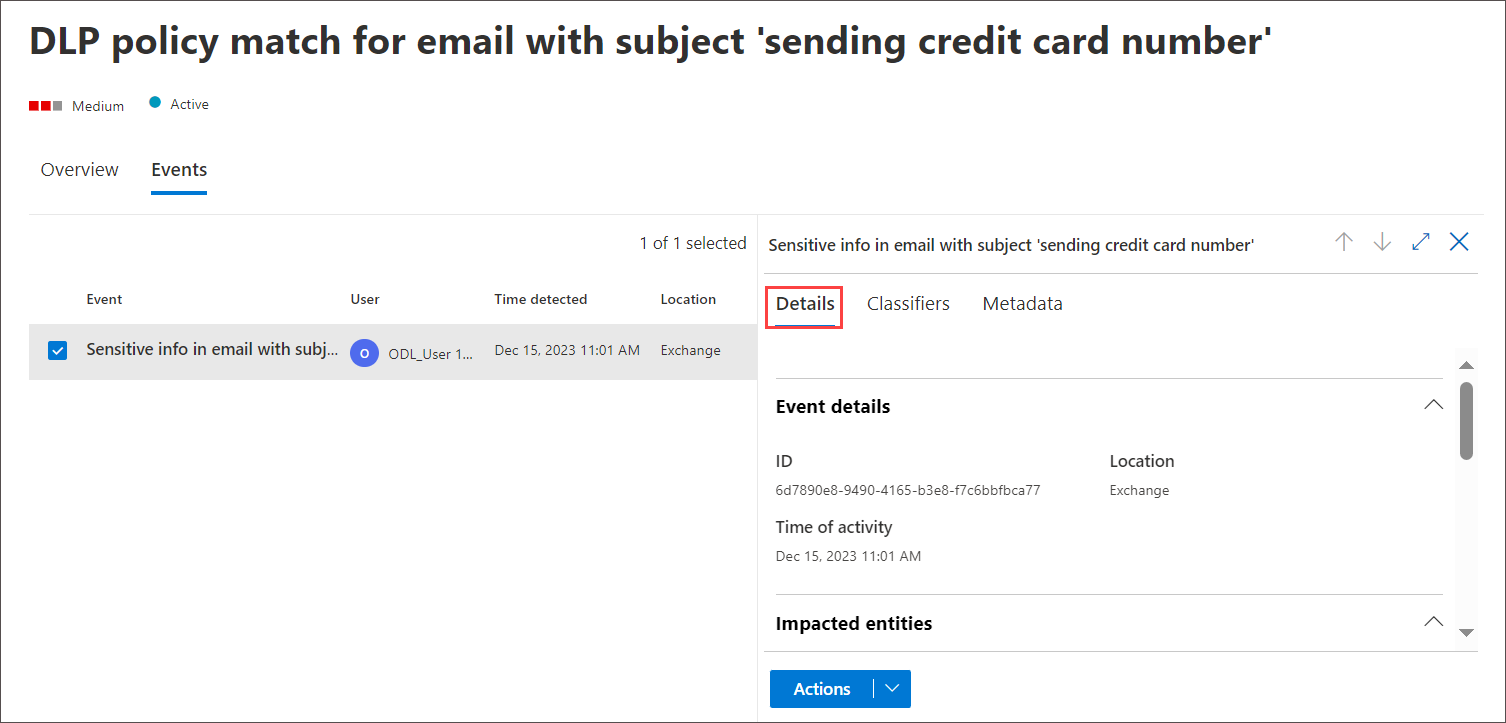 DLP policy match for email with subject 'sending credit card number'
Medium Active
Overview Events
1 of 1 selected
Event User Time detected Location
Sensitive info in email with subj... O ODL_User 1... Dec 15, 2023 11:01 AM Exchange
Sensitive info in email with subject 'sending credit card number'
Details Classifiers Metadata
Event details
ID Location
6d7890e8-9490-4165-b3e8-f7c6bbfbca77 Exchange
Time of activity
Dec 15, 2023 11:01 AM
Impacted entities
Actions